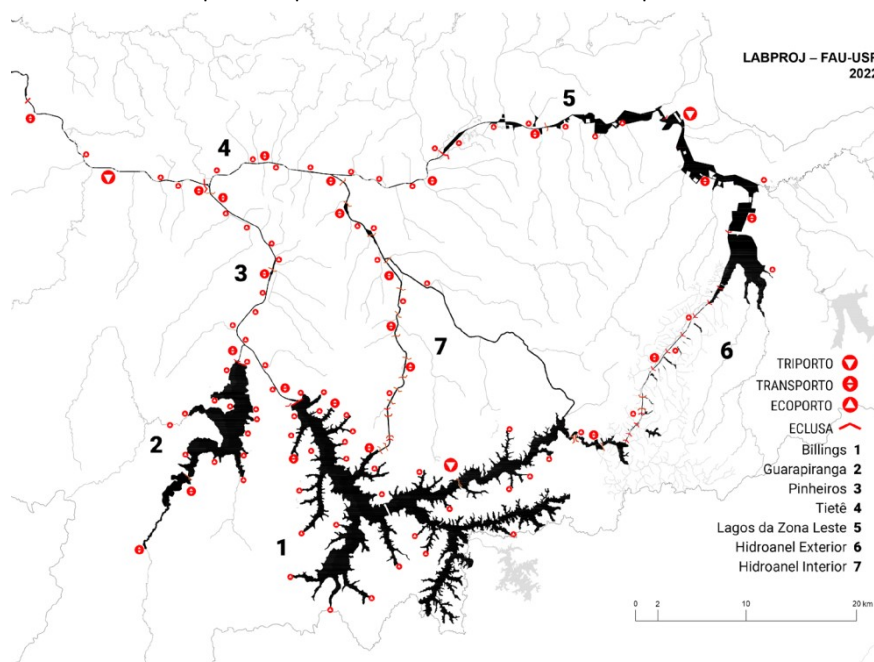 LABPROJ – FAU-USP
2022
5
4
3
7
6
2
1
TRIPORTO
TRANSPORTO
ECOPORTO
ECLUSA
Billings 1
Guarapiranga 2
Pinheiros 3
Tietê 4
Lagos da Zona Leste 5
Hidroanel Exterior 6
Hidroanel Interior 7
0 2 10 20 km